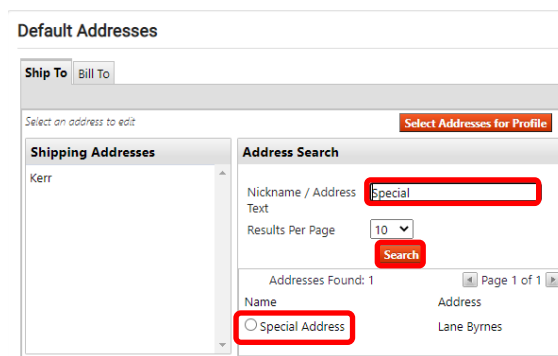 Default Addresses
Ship To Bill To
Select an address to edit
Select Addresses for Profile
Shipping Addresses
Kerr
Address Search
Nickname / Address Text
Special
Results Per Page
10
Search
Addresses Found: 1
Page 1 of 1
Name Address
Special Address Lane Byrnes